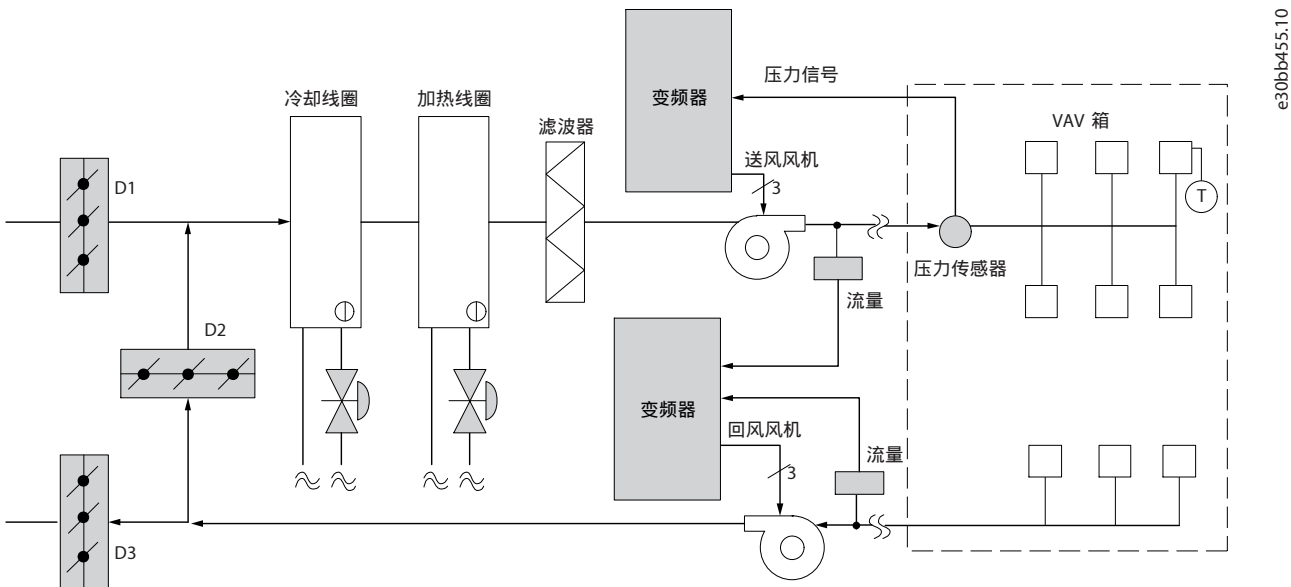 e30bb455.10
压力信号
变频器
冷却线圈
加热线圈
VAV 箱
滤波器
送风风机
3
D1
T
压力传感器
流量
D2
变频器
回风风机
流量
3
D3